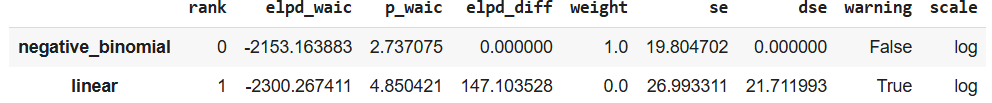 rank elpd_waic p_waic elpd_diff weight se dse warning scale
negative_binomial 0 -2153.163883 2.737075 0.000000 1.0 19.804702 0.000000 False log
linear 1 -2300.267411 4.850421 147.103528 0.0 26.993311 21.711993 True log